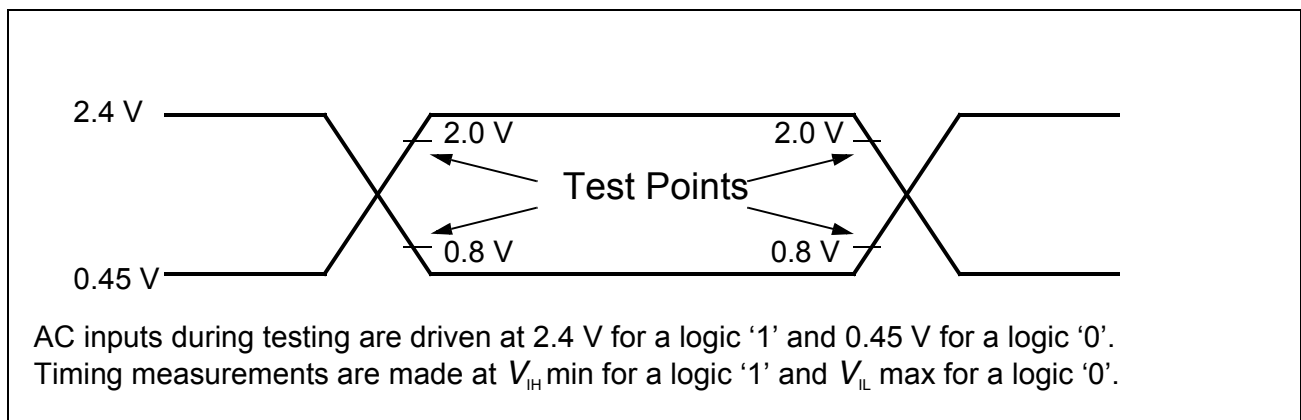 2.4 V
2.0 V 2.0 V
Test Points
0.8 V 0.8 V
0.45 V
AC inputs during testing are driven at 2.4 V for a logic ‘1’ and 0.45 V for a logic ‘0’.
Timing measurements are made at VIH min for a logic ‘1’ and VIL max for a logic ‘0’.